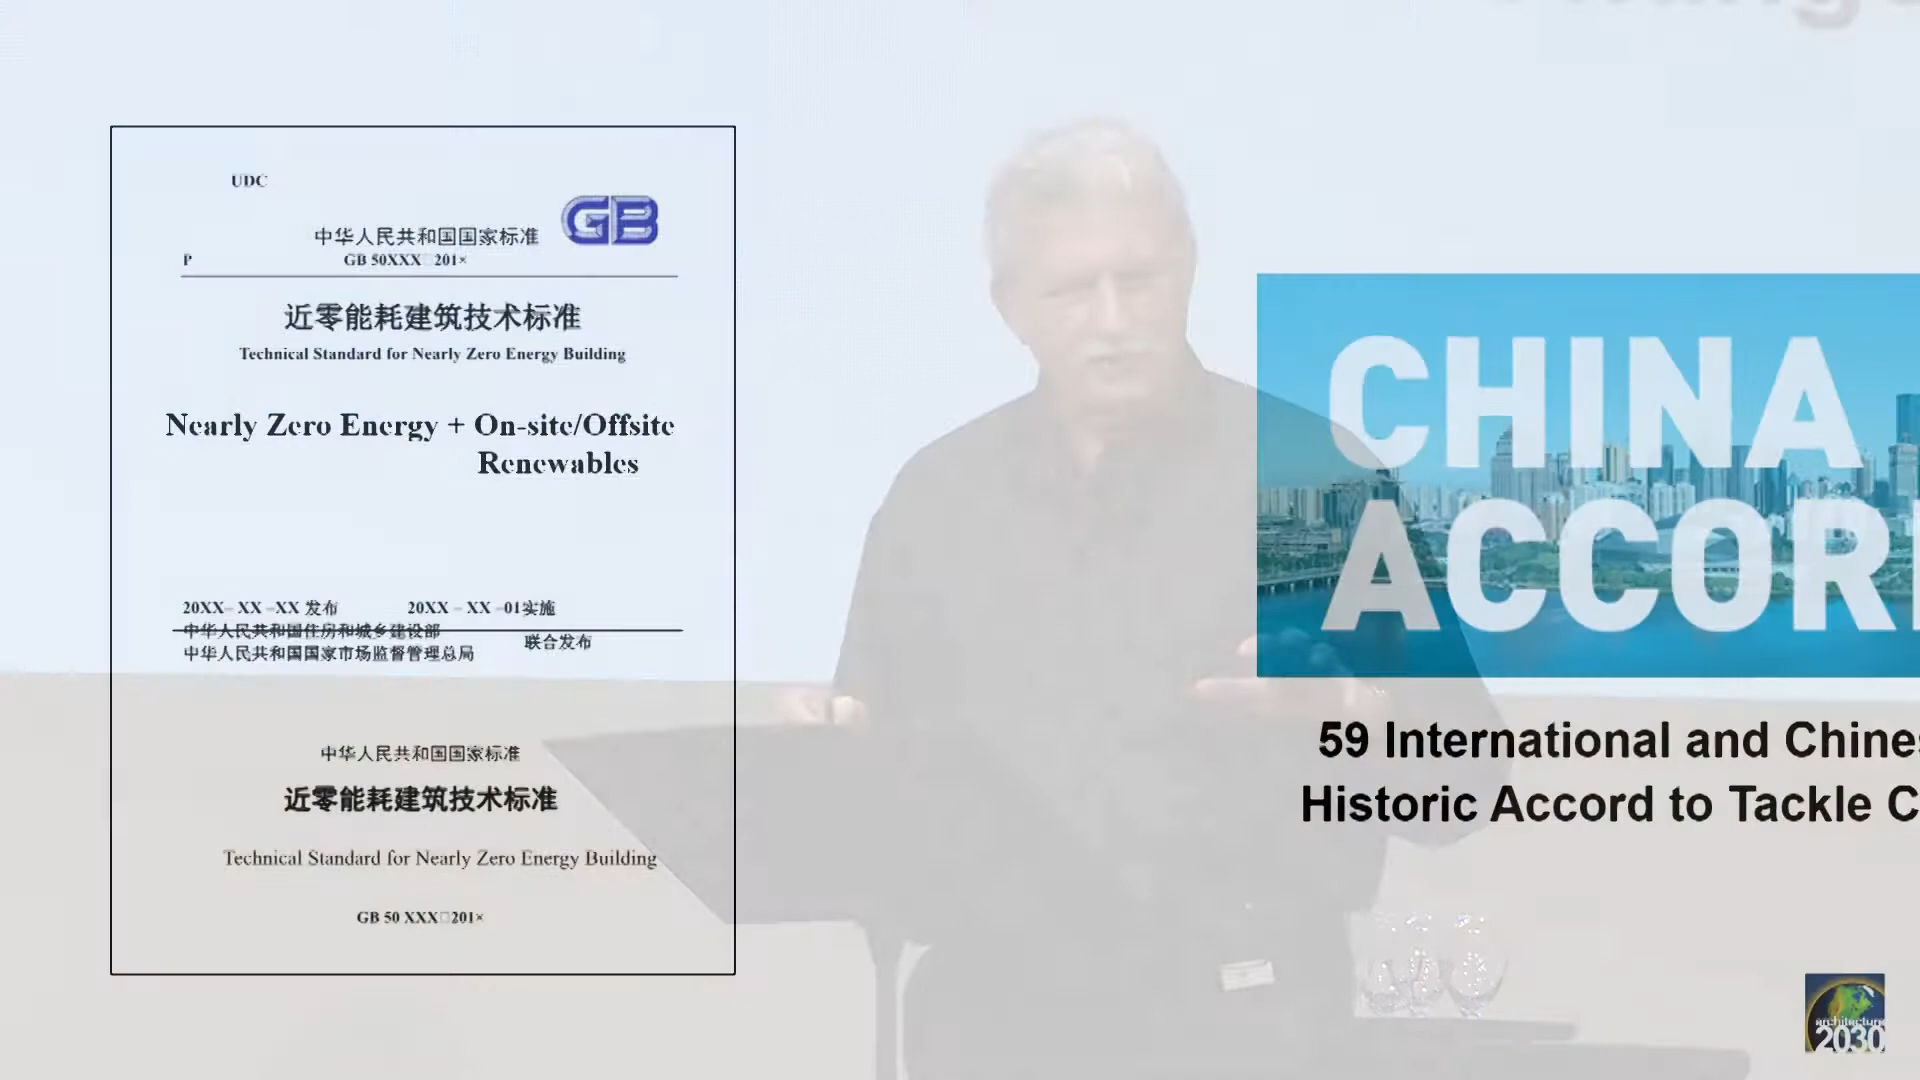 UDC
GB
中华人民共和国国家标准
P
GB 50XXX□201×
近零能耗建筑技术标准
Technical Standard for Nearly Zero Energy Building
Nearly Zero Energy + On-site/Offsite
Renewables
20XX– XX –XX 发布 20XX – XX –01实施
中华人民共和国住房和城乡建设部
联合发布
中华人民共和国国家市场监督管理总局
中华人民共和国国家标准
近零能耗建筑技术标准
Technical Standard for Nearly Zero Energy Building
GB 50 XXX□201×
CHINA
ACCOR
59 International and Chine
Historic Accord to Tackle C
architecture
2030